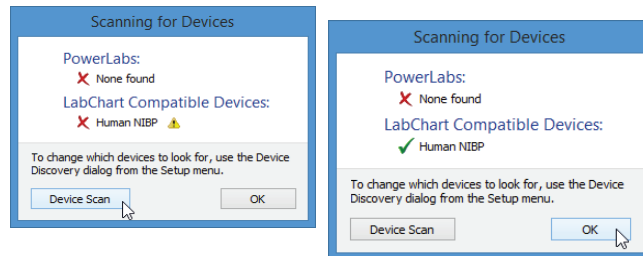 Scanning for Devices
PowerLabs:
None found
LabChart Compatible Devices:
Human NIBP
To change which devices to look for, use the Device
Discovery dialog from the Setup menu.
Device Scan
OK
Scanning for Devices
PowerLabs:
None found
LabChart Compatible Devices:
Human NIBP
To change which devices to look for, use the Device
Discovery dialog from the Setup menu.
Device Scan
OK